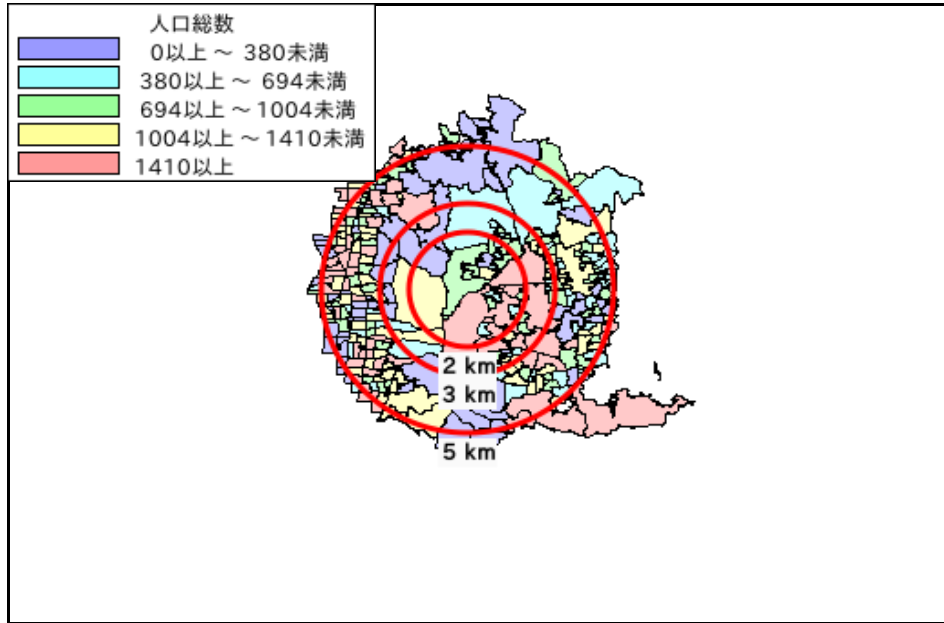 人口総数
0以上 ~ 380未満
380以上 ~ 694未満
694以上 ~ 1004未満
1004以上 ~ 1410未満
1410以上
2 km
3 km
5 km